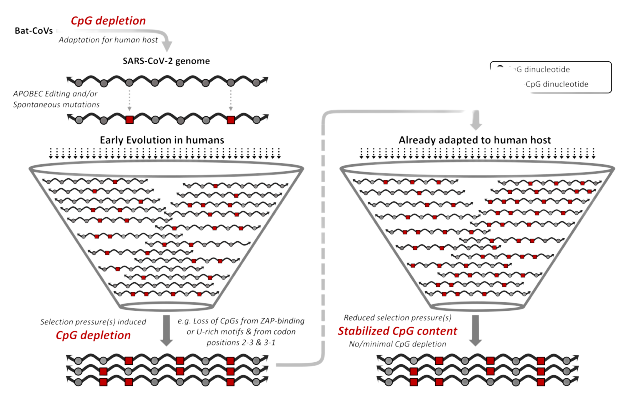 CpG depletion
Bat-CoVs
Adaptation for human host
SARS-CoV-2 genome
CpG dinucleotide
APOBEC Editing and/or
Spontaneous mutations
Early Evolution in humans
Already adapted to human host
Selection pressure(s) induced
CpG depletion
e.g. Loss of CpGs from ZAP-binding
or U-rich motifs & from codon
positions 2-3 & 3-1
Reduced selection pressure(s)
Stabilized CpG content
No/minimal CpG depletion
dinucleotide